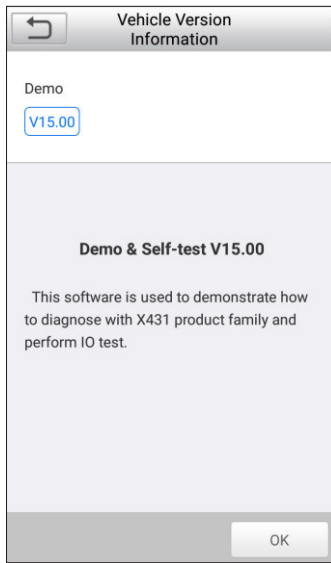 Vehicle Version
Information
Demo
V15.00
Demo & Self-test V15.00
This software is used to demonstrate how
to diagnose with X431 product family and
perform IO test.
OK